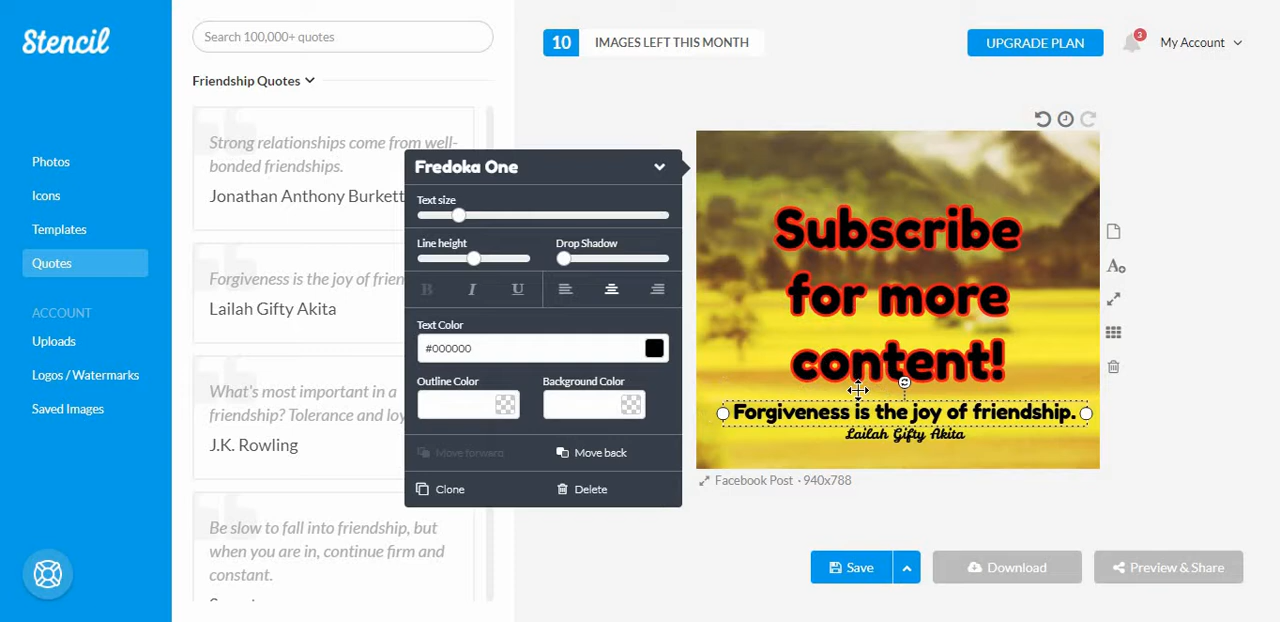 Stencil
Search 100,000+ quotes
10 IMAGES LEFT THIS MONTH
UPGRADE PLAN
3
My Account
Friendship Quotes
Photos
Icons
Templates
Quotes
ACCOUNT
Uploads
Logos / Watermarks
Saved Images
Strong relationships come from well-
bonded friendships.
Jonathan Anthony Burkett
Forgiveness is the joy of frien
Lailah Gifty Akita
What's most important in a
friendship? Tolerance and loy
J.K. Rowling
Be slow to fall into friendship, but
when you are in, continue firm and
constant.
Fredoka One
Text size
Line height
Drop Shadow
B I U
Text Color
#000000
Outline Color
Background Color
Move forward
Move back
Clone
Delete
Subscribe
for more
content!
Forgiveness is the joy of friendship.
Lailah Gifty Akita
Facebook Post · 940x788
Save
Download
Preview & Share